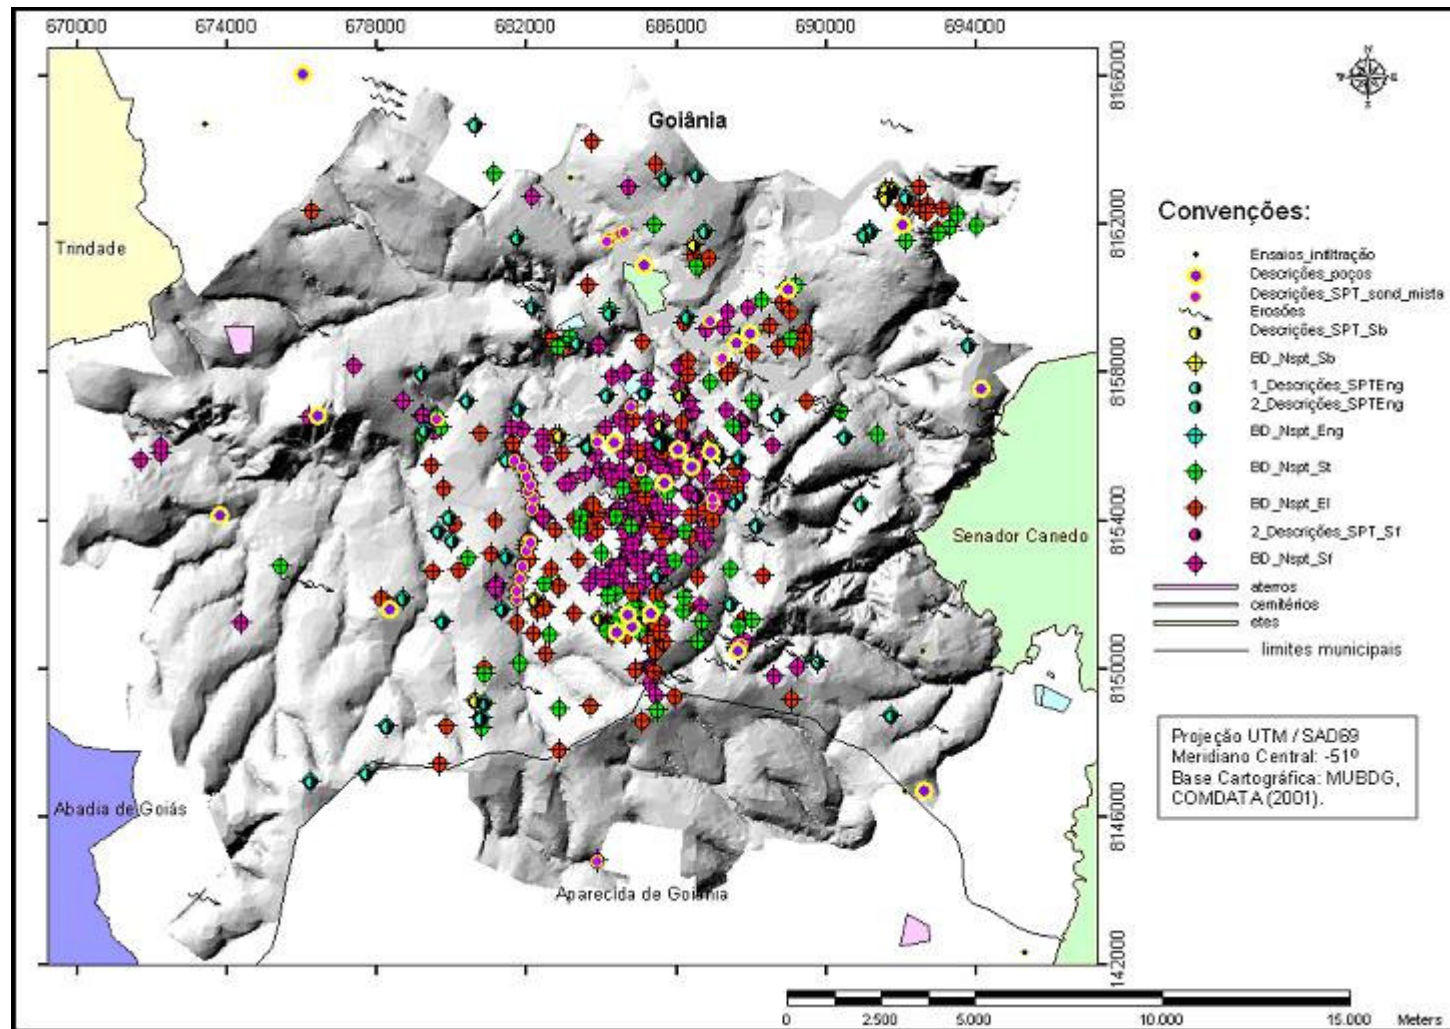 670000 674000 678000 682000 686000 690000 694000
8166000
Goiânia
8162000
Trindade
8158000
8154000
Senador Canedo
8150000
Abadia de Goiás
8146000
Aparecida de Goiânia
8142000
Convenções:
Ensaios_infiltração
Descrições_poços
Descrições_SPT_sond_mista
Erosões
Descrições_SPT_Sb
BD_Nspt_Sb
1_Descrições_SPTEng
2_Descrições_SPTEng
BD_Nspt_Eng
BD_Nspt_St
BD_Nspt_El
2_Descrições_SPT_Sf
BD_Nspt_Sf
aterros
cemitérios
etes
limites municipais
Projeção UTM / SAD69
Meridiano Central: -51º
Base Cartográfica: MUBDG,
COMDATA (2001).
0 2.500 5.000 10.000 15.000 Meters